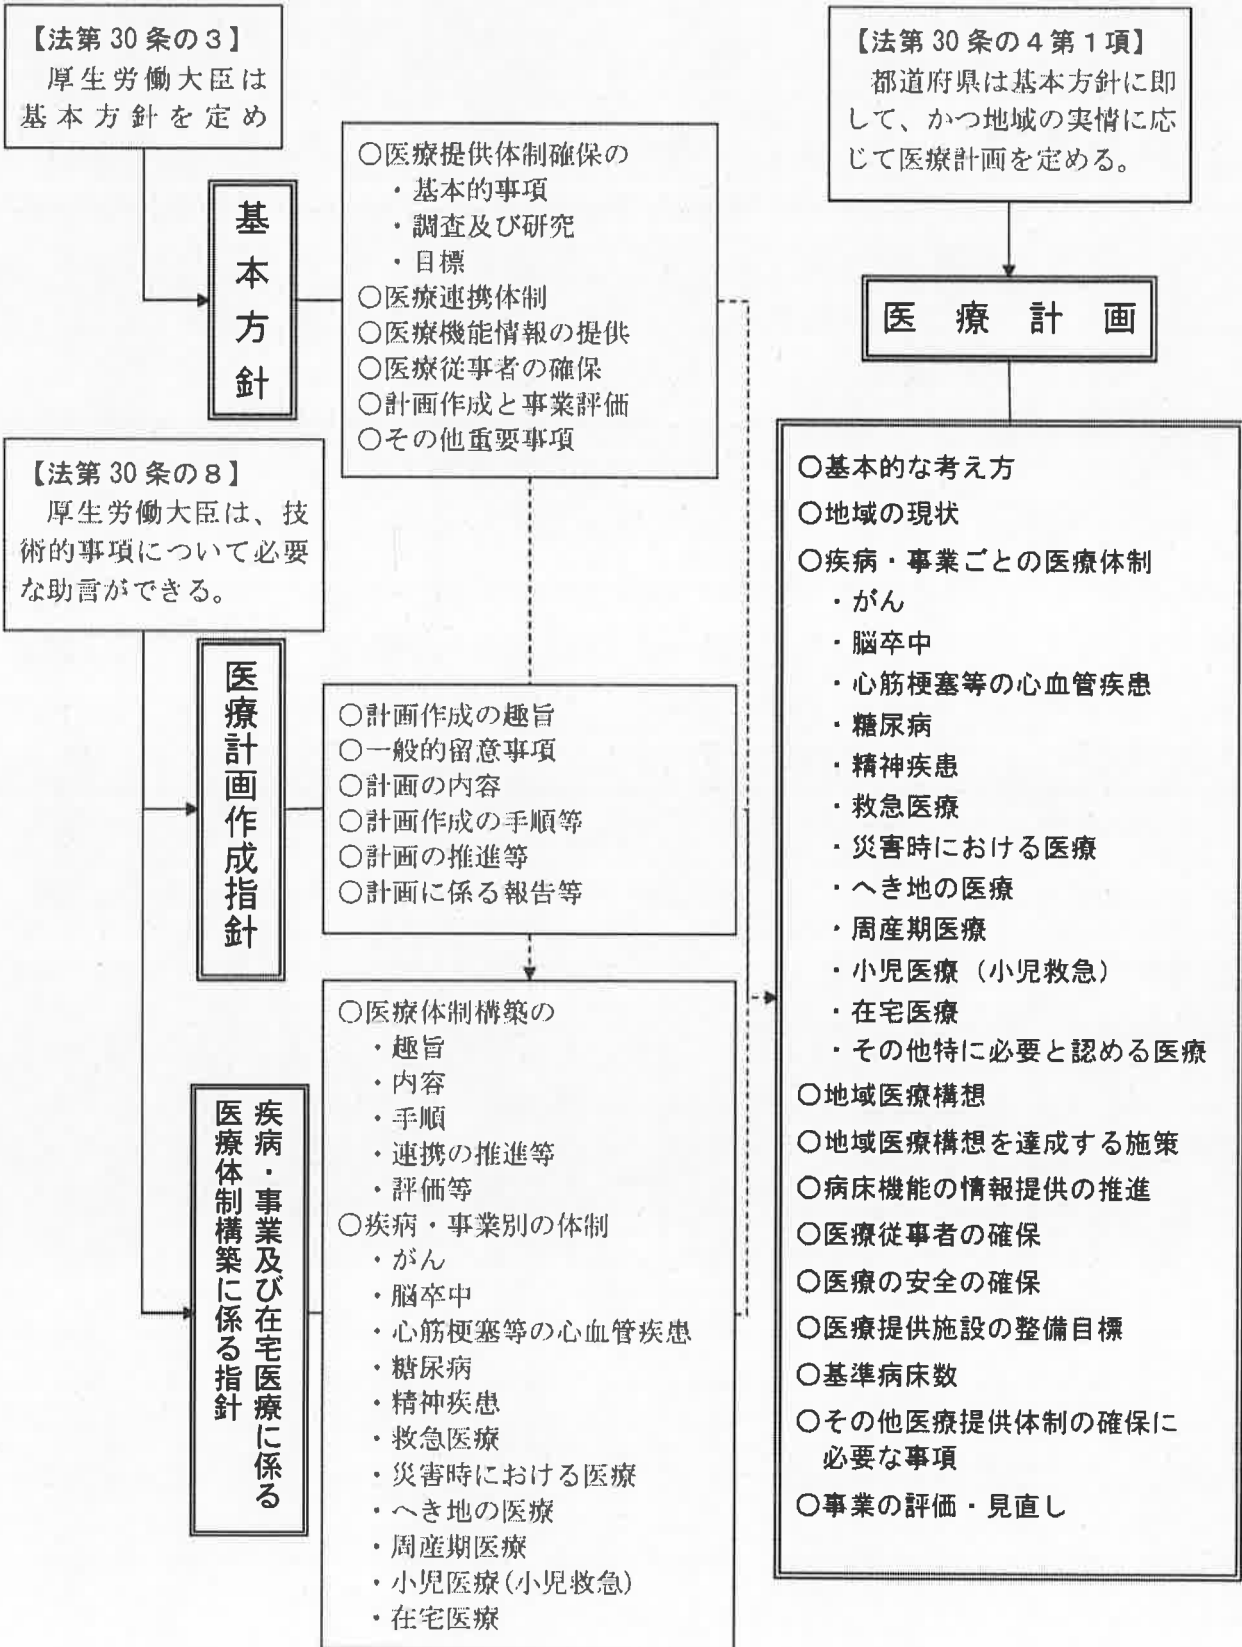 【法第30条の3】
厚生労働大臣は
基本方針を定め
基本方針
○医療提供体制確保の
・基本的事項
・調査及び研究
・目標
○医療連携体制
○医療機能情報の提供
○医療従事者の確保
○計画作成と事業評価
○その他重要事項
【法第30条の8】
厚生労働大臣は、技
術的事項について必要
な助言ができる。
医療計画作成指針
○計画作成の趣旨
○一般的留意事項
○計画の内容
○計画作成の手順等
○計画の推進等
○計画に係る報告等
疾病・事業及び在宅医療に係る
医療体制構築に係る指針
○医療体制構築の
・趣旨
・内容
・手順
・連携の推進等
・評価等
○疾病・事業別の体制
・がん
・脳卒中
・心筋梗塞等の心血管疾患
・糖尿病
・精神疾患
・救急医療
・災害時における医療
・へき地の医療
・周産期医療
・小児医療(小児救急)
・在宅医療
【法第30条の4第1項】
都道府県は基本方針に即
して、かつ地域の実情に応
じて医療計画を定める。
医療計画
○基本的な考え方
○地域の現状
○疾病・事業ごとの医療体制
・がん
・脳卒中
・心筋梗塞等の心血管疾患
・糖尿病
・精神疾患
・救急医療
・災害時における医療
・へき地の医療
・周産期医療
・小児医療（小児救急）
・在宅医療
・その他特に必要と認める医療
○地域医療構想
○地域医療構想を達成する施策
○病床機能の情報提供の推進
○医療従事者の確保
○医療の安全の確保
○医療提供施設の整備目標
○基準病床数
○その他医療提供体制の確保に
必要な事項
○事業の評価・見直し